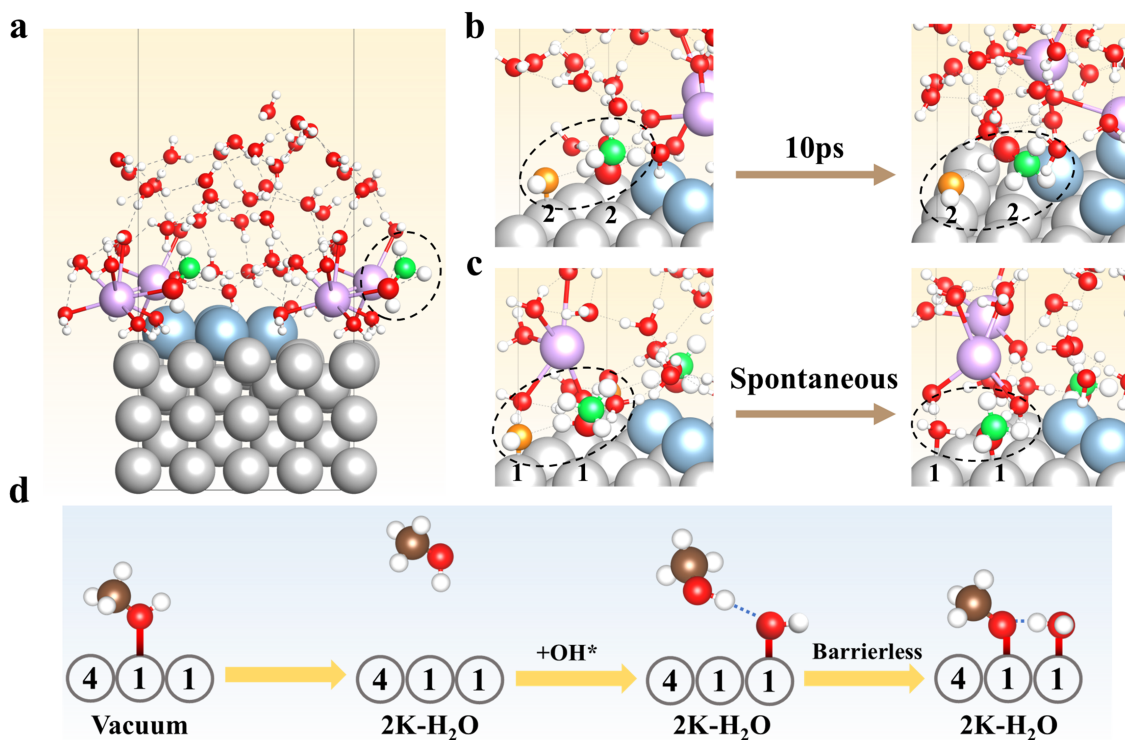 a
b
10ps
2 2
2 2
c
Spontaneous
1 1
1 1
d
+OH*
Barrierless
4 1 1
4 1 1
4 1 1
4 1 1
Vacuum
2K-H₂O
2K-H₂O
2K-H₂O